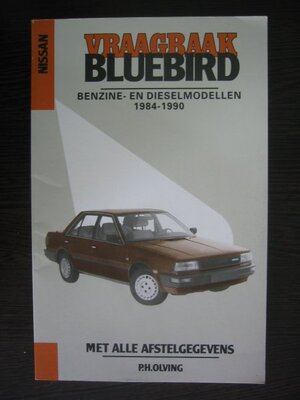 NISSAN
VRAAGBAAK
BLUEBIRD
BENZINE- EN DIESELMODELLEN
1984-1990
MET ALLE AFSTELGEGEVENS
P.H.OLVING